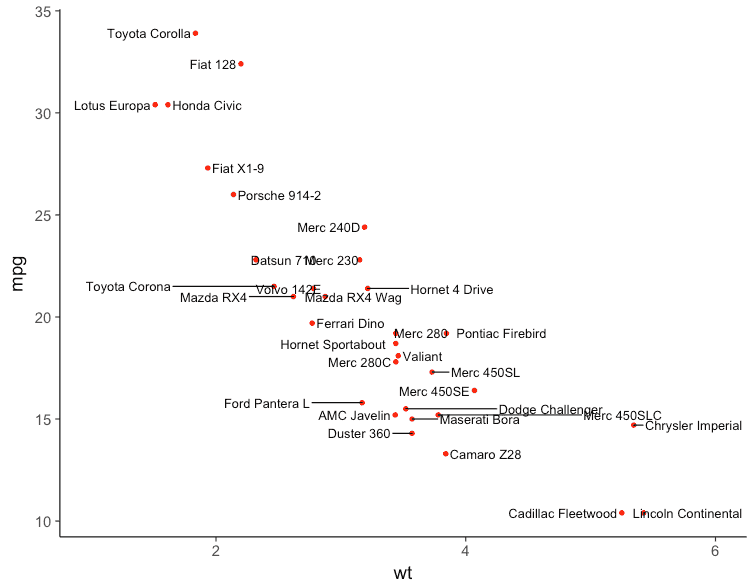 35
Toyota Corolla
Fiat 128
30
Lotus Europa
Honda Civic
Fiat X1-9
Porsche 914-2
25
Merc 240D
Datsun 710
Merc 230
Toyota Corona
Volvo 142E
Hornet 4 Drive
Mazda RX4
Mazda RX4 Wag
mpg
20
Ferrari Dino
Merc 280
Pontiac Firebird
Hornet Sportabout
Valiant
Merc 280C
Merc 450SL
Merc 450SE
Ford Pantera L
Dodge Challenger
15
AMC Javelin
Maserati Bora
Merc 450SLC
Chrysler Imperial
Duster 360
Camaro Z28
Cadillac Fleetwood
Lincoln Continental
10
2
4
6
wt